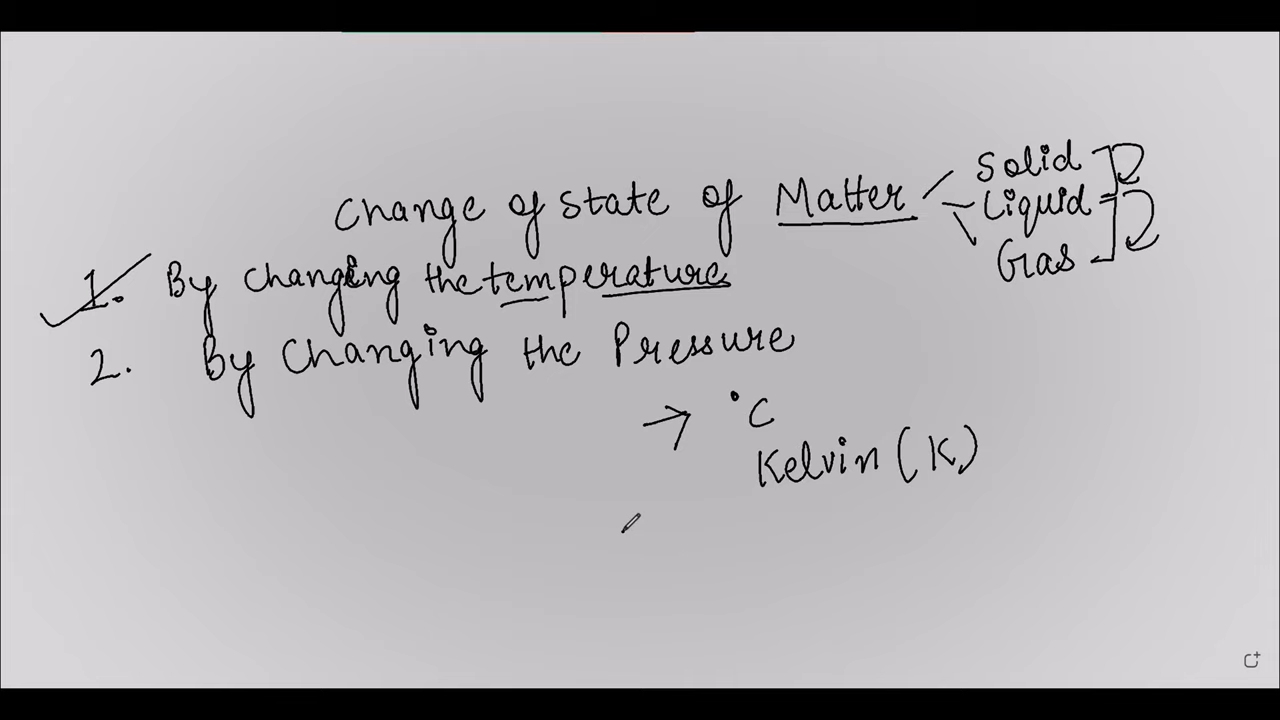 Change of state of Matter
Solid
Liquid
Gas
1. By changing the temperature
2. By Changing the Pressure
→ °C
Kelvin (K)